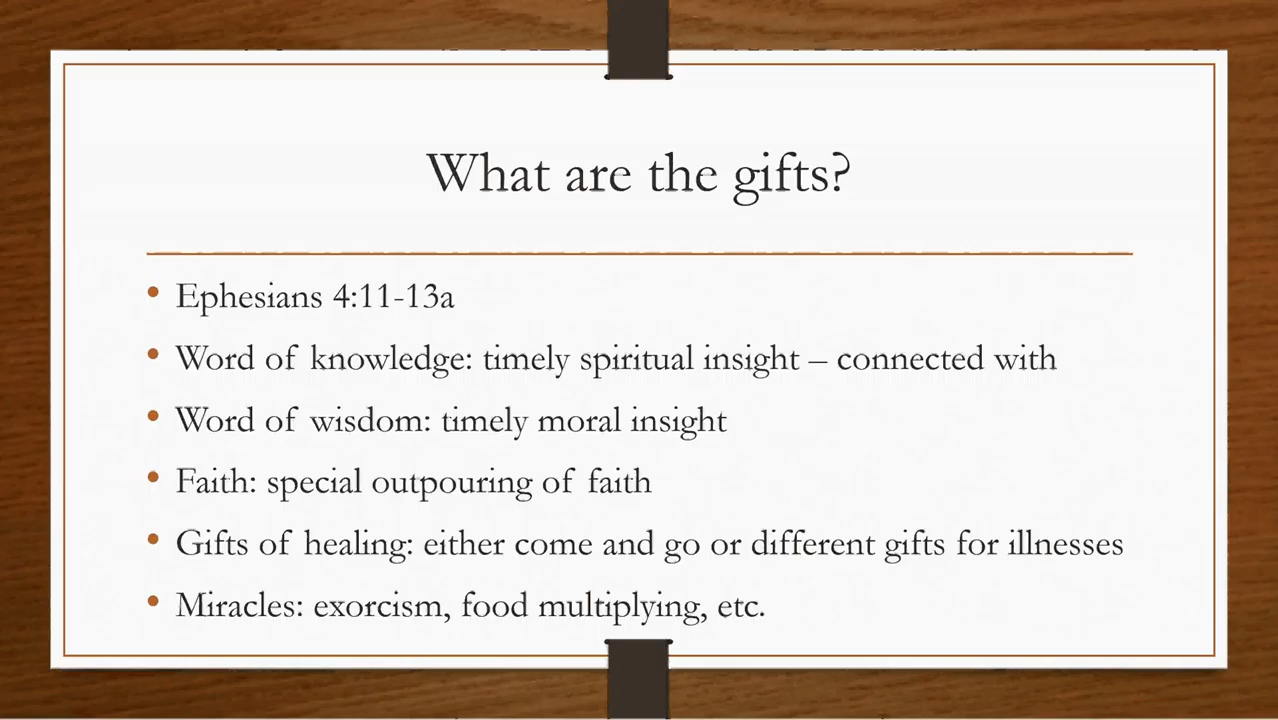 What are the gifts?
• Ephesians 4:11-13a
• Word of knowledge: timely spiritual insight – connected with
• Word of wisdom: timely moral insight
• Faith: special outpouring of faith
• Gifts of healing: either come and go or different gifts for illnesses
• Miracles: exorcism, food multiplying, etc.